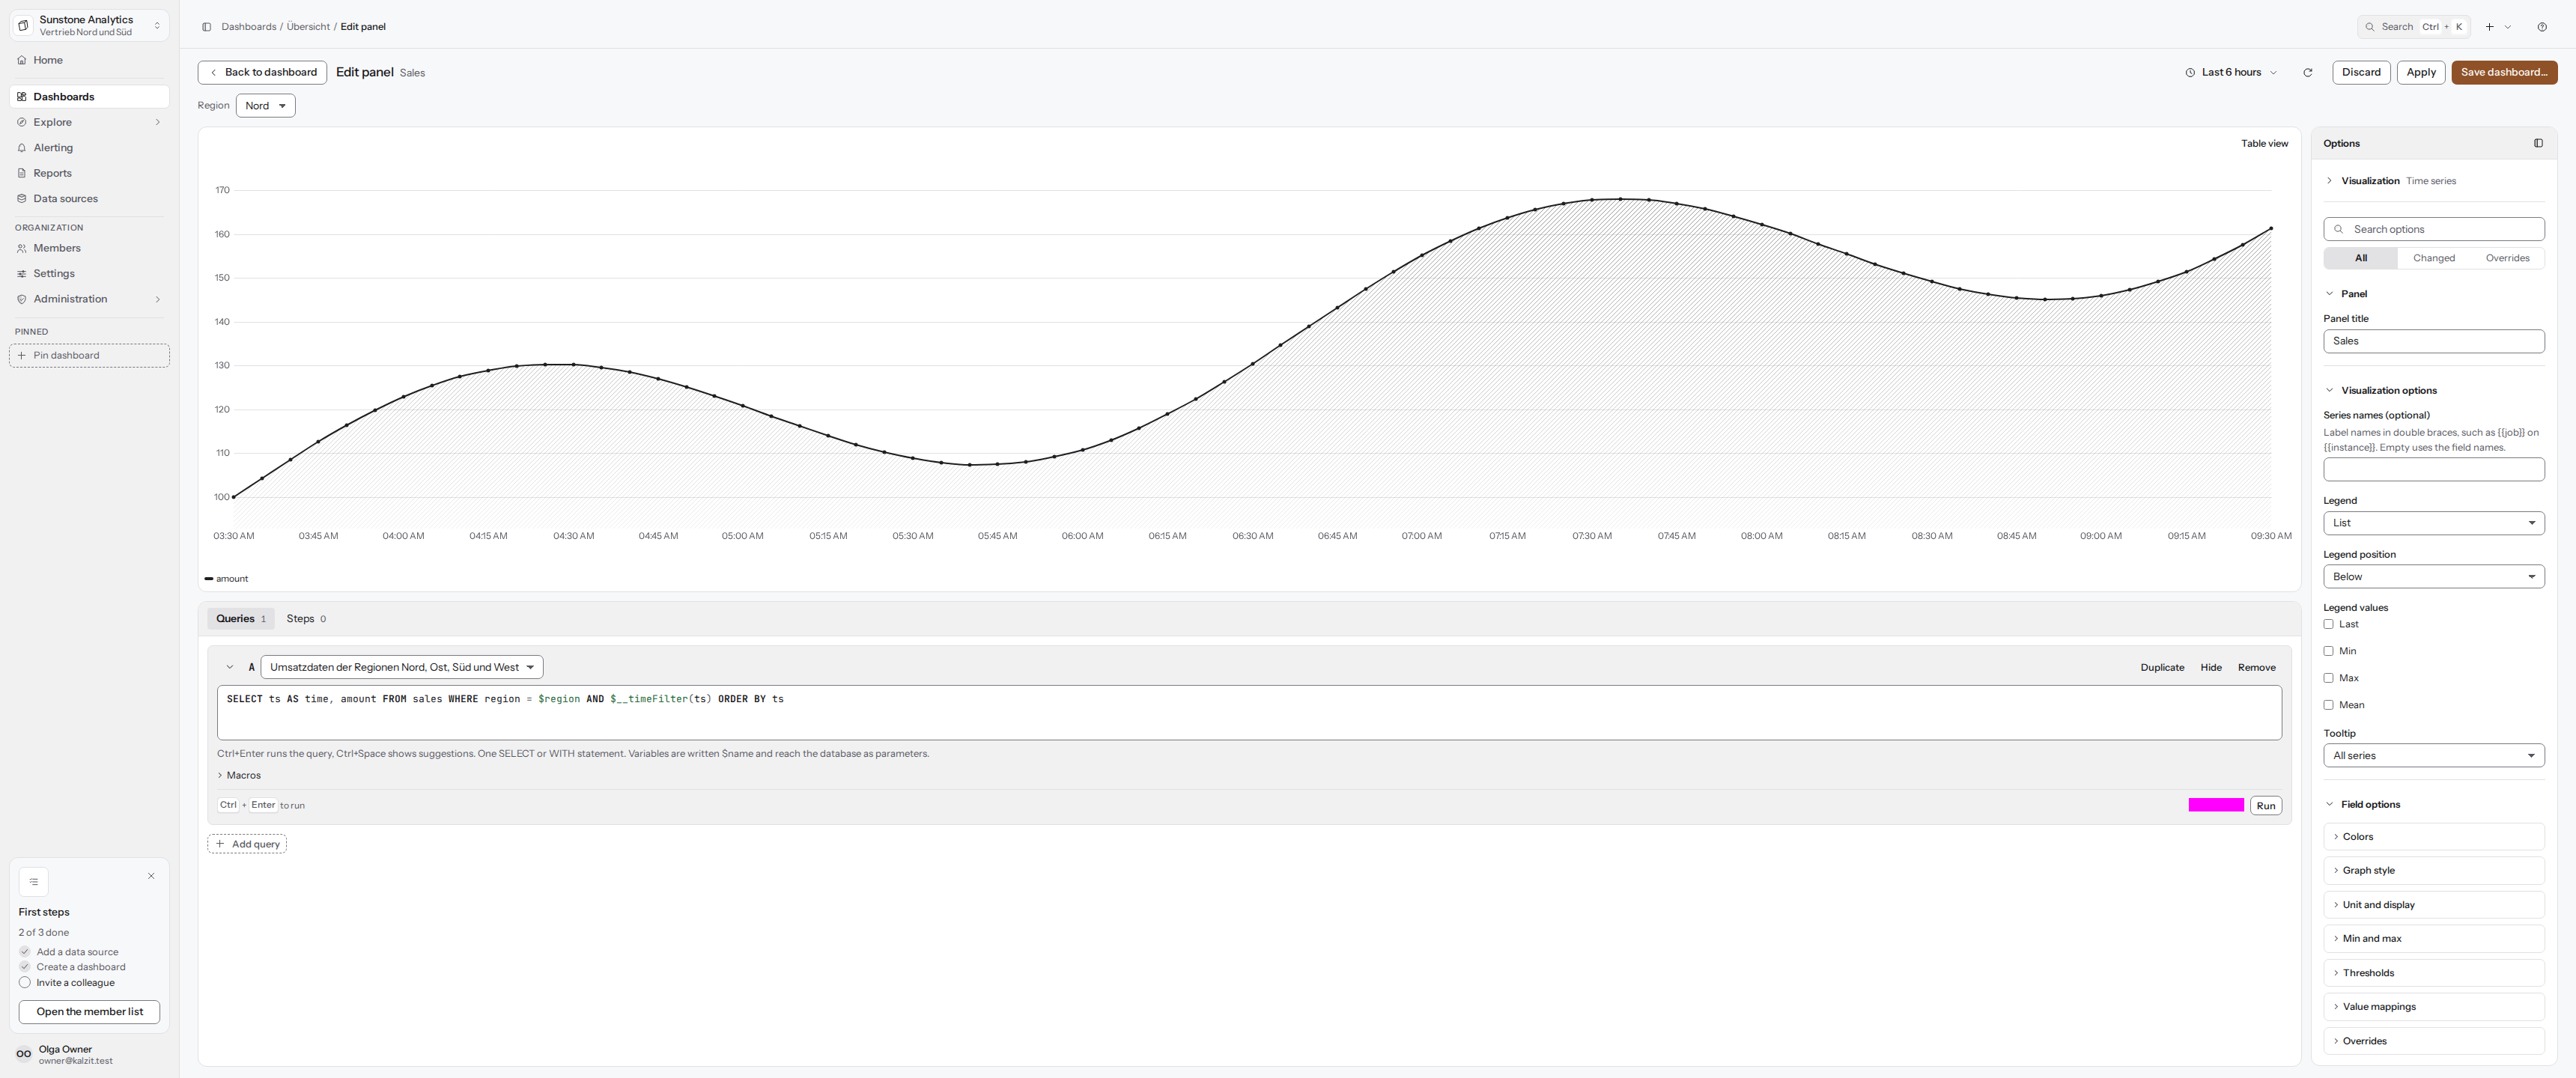 Sunstone Analytics
Vertrieb Nord und Süd
Home
Dashboards
Explore
Alerting
Reports
Data sources
ORGANIZATION
Members
Settings
Administration
PINNED
Pin dashboard
First steps
2 of 3 done
Add a data source
Create a dashboard
Invite a colleague
Open the member list
OO
Olga Owner
owner@kalzit.test
Dashboards / Übersicht / Edit panel
Search Ctrl + K
Back to dashboard
Edit panel Sales
Last 6 hours
Discard
Apply
Save dashboard...
Region Nord
Table view
170
160
150
140
130
120
110
100
03:30 AM 03:45 AM 04:00 AM 04:15 AM 04:30 AM 04:45 AM 05:00 AM 05:15 AM 05:30 AM 05:45 AM 06:00 AM 06:15 AM 06:30 AM 06:45 AM 07:00 AM 07:15 AM 07:30 AM 07:45 AM 08:00 AM 08:15 AM 08:30 AM 08:45 AM 09:00 AM 09:15 AM 09:30 AM
amount
Queries 1 Steps 0
A Umsatzdaten der Regionen Nord, Ost, Süd und West
Duplicate Hide Remove
SELECT ts AS time, amount FROM sales WHERE region = $region AND $__timeFilter(ts) ORDER BY ts
Ctrl+Enter runs the query, Ctrl+Space shows suggestions. One SELECT or WITH statement. Variables are written $name and reach the database as parameters.
Macros
Ctrl + Enter to run
Run
Add query
Options
Visualization Time series
Search options
All Changed Overrides
Panel
Panel title
Sales
Visualization options
Series names (optional)
Label names in double braces, such as {{job}} on
{{instance}}. Empty uses the field names.
Legend
List
Legend position
Below
Legend values
Last
Min
Max
Mean
Tooltip
All series
Field options
Colors
Graph style
Unit and display
Min and max
Thresholds
Value mappings
Overrides